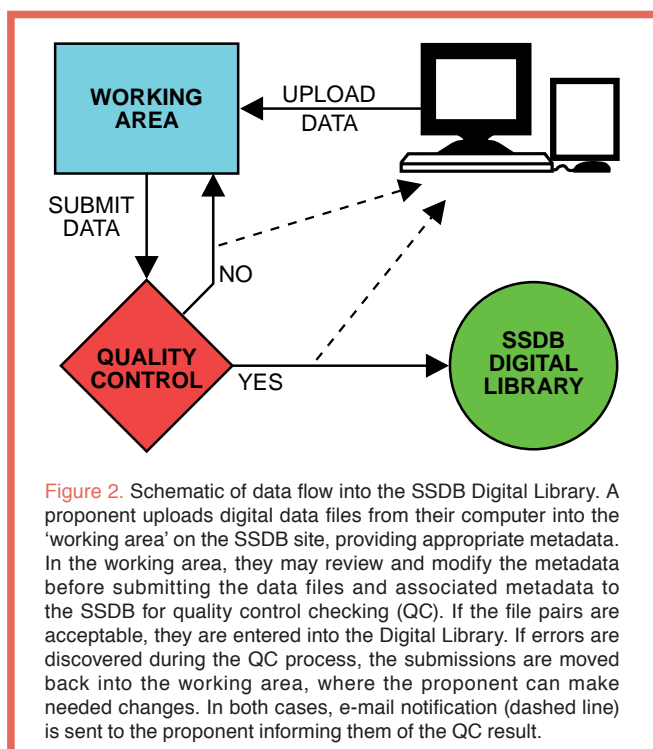 WORKING
AREA
UPLOAD
DATA
SUBMIT
DATA
NO
QUALITY
CONTROL
YES
SSDB
DIGITAL
LIBRARY
Figure 2. Schematic of data flow into the SSDB Digital Library. A
proponent uploads digital data files from their computer into the
‘working area’ on the SSDB site, providing appropriate metadata.
In the working area, they may review and modify the metadata
before submitting the data files and associated metadata to
the SSDB for quality control checking (QC). If the file pairs are
acceptable, they are entered into the Digital Library. If errors are
discovered during the QC process, the submissions are moved
back into the working area, where the proponent can make
needed changes. In both cases, e-mail notification (dashed line)
is sent to the proponent informing them of the QC result.